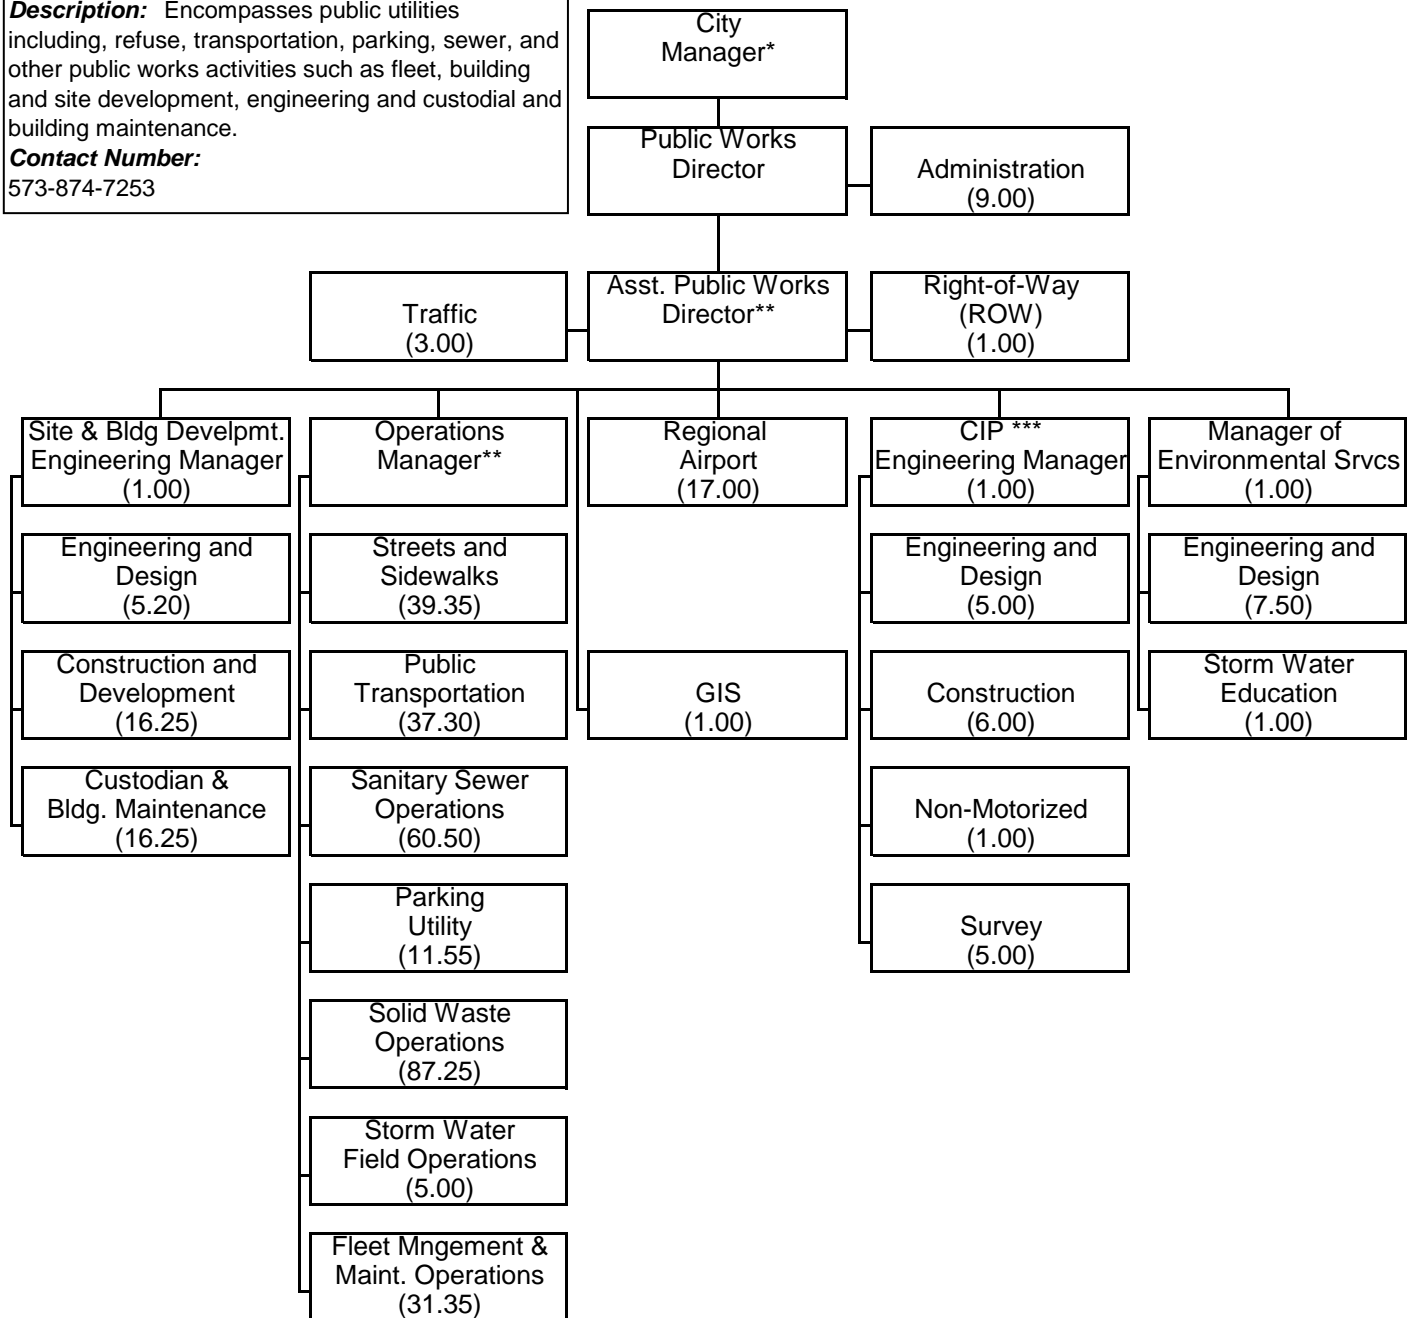 Description: Encompasses public utilities
including, refuse, transportation, parking, sewer, and
other public works activities such as fleet, building
and site development, engineering and custodial and
building maintenance.
Contact Number:
573-874-7253
City
Manager*
Public Works
Director
Administration
(9.00)
Traffic
(3.00)
Asst. Public Works
Director**
Right-of-Way
(ROW)
(1.00)
Site & Bldg Develpmt.
Engineering Manager
(1.00)
Engineering and
Design
(5.20)
Construction and
Development
(16.25)
Custodian &
Bldg. Maintenance
(16.25)
Operations
Manager**
Streets and
Sidewalks
(39.35)
Public
Transportation
(37.30)
Sanitary Sewer
Operations
(60.50)
Parking
Utility
(11.55)
Solid Waste
Operations
(87.25)
Storm Water
Field Operations
(5.00)
Fleet Mngement &
Maint. Operations
(31.35)
Regional
Airport
(17.00)
GIS
(1.00)
CIP ***
Engineering Manager
(1.00)
Engineering and
Design
(5.00)
Construction
(6.00)
Non-Motorized
(1.00)
Survey
(5.00)
Manager of
Environmental Srvcs
(1.00)
Engineering and
Design
(7.50)
Storm Water
Education
(1.00)